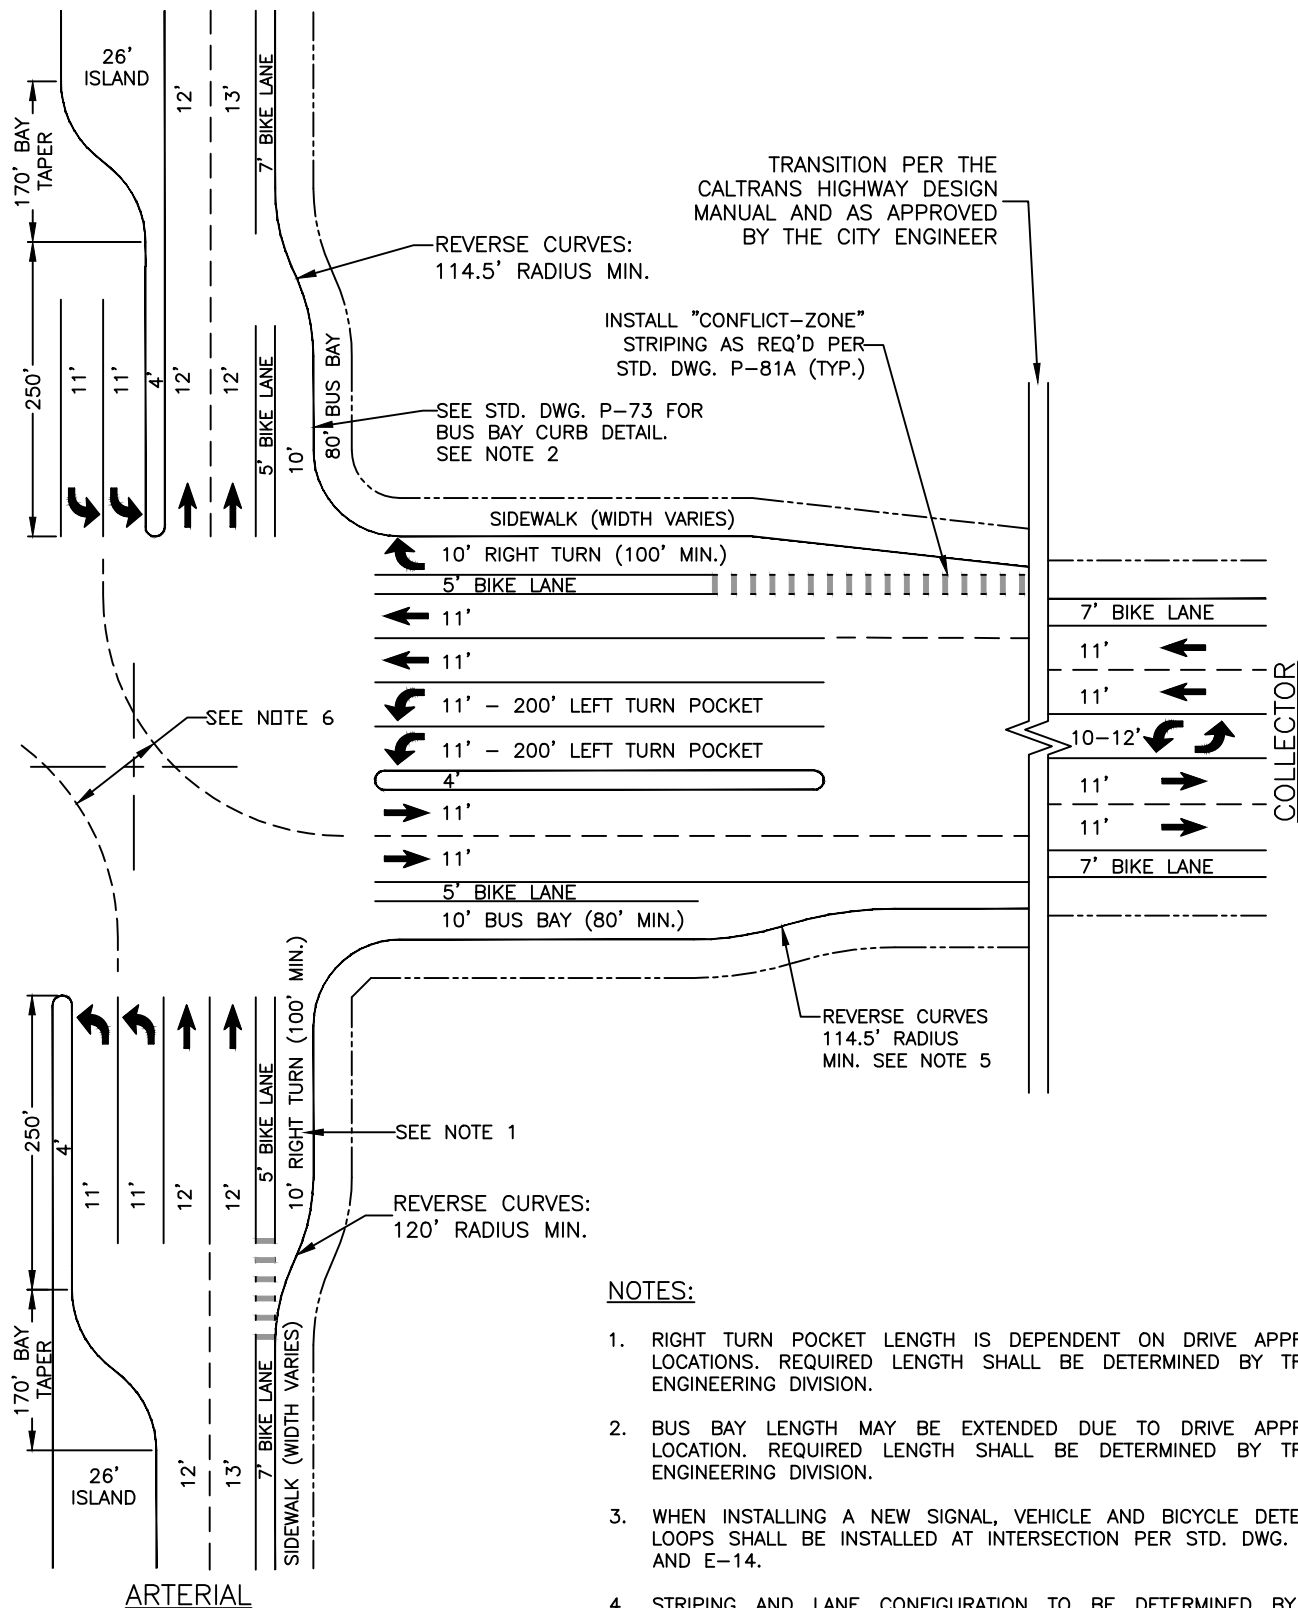 26'
ISLAND
12'
13'
7' BIKE LANE
170' BAY
TAPER
TRANSITION PER THE
CALTRANS HIGHWAY DESIGN
MANUAL AND AS APPROVED
BY THE CITY ENGINEER
REVERSE CURVES:
114.5' RADIUS MIN.
INSTALL "CONFLICT-ZONE"
STRIPING AS REQ'D PER
STD. DWG. P-81A (TYP.)
250'
11'
11'
4'
12'
12'
5' BIKE LANE
10'
80' BUS BAY
SEE STD. DWG. P-73 FOR
BUS BAY CURB DETAIL.
SEE NOTE 2
SIDEWALK (WIDTH VARIES)
10' RIGHT TURN (100' MIN.)
5' BIKE LANE
11'
11'
11' - 200' LEFT TURN POCKET
11' - 200' LEFT TURN POCKET
4'
11'
11'
5' BIKE LANE
10' BUS BAY (80' MIN.)
7' BIKE LANE
11'
11'
10-12'
11'
11'
7' BIKE LANE
COLLECTOR
SEE NOTE 6
REVERSE CURVES
114.5' RADIUS
MIN. SEE NOTE 5
250'
4'
11'
11'
12'
12'
5' BIKE LANE
10' RIGHT TURN (100' MIN.)
SEE NOTE 1
REVERSE CURVES:
120' RADIUS MIN.
170' BAY
TAPER
26'
ISLAND
12'
13'
7' BIKE LANE
SIDEWALK (WIDTH VARIES)
ARTERIAL
NOTES:
1. RIGHT TURN POCKET LENGTH IS DEPENDENT ON DRIVE
LOCATIONS. REQUIRED LENGTH SHALL BE DETERMINED BY
ENGINEERING DIVISION.
2. BUS BAY LENGTH MAY BE EXTENDED DUE TO DRIVE
LOCATION. REQUIRED LENGTH SHALL BE DETERMINED BY
ENGINEERING DIVISION.
3. WHEN INSTALLING A NEW SIGNAL, VEHICLE AND BICYCLE
LOOPS SHALL BE INSTALLED AT INTERSECTION PER STD. DWG.
AND E-14.
4. STRIPING AND LANE CONFIGURATION TO BE DETERMINED BY